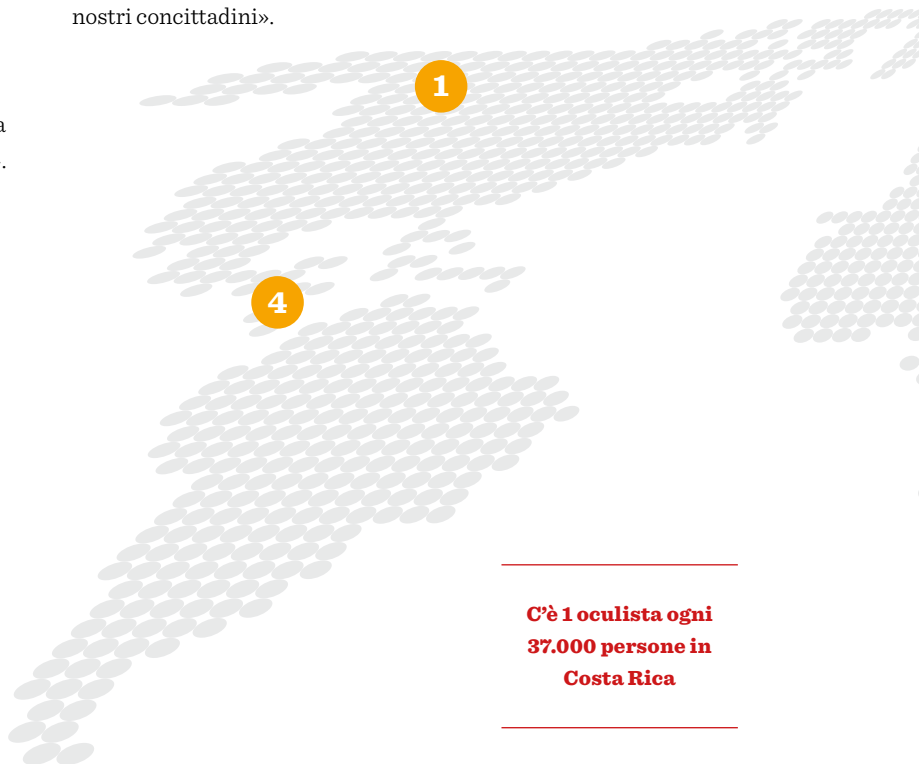 nostri concittadini».
a
.
1
4
C'è 1 oculista ogni
37.000 persone in
Costa Rica